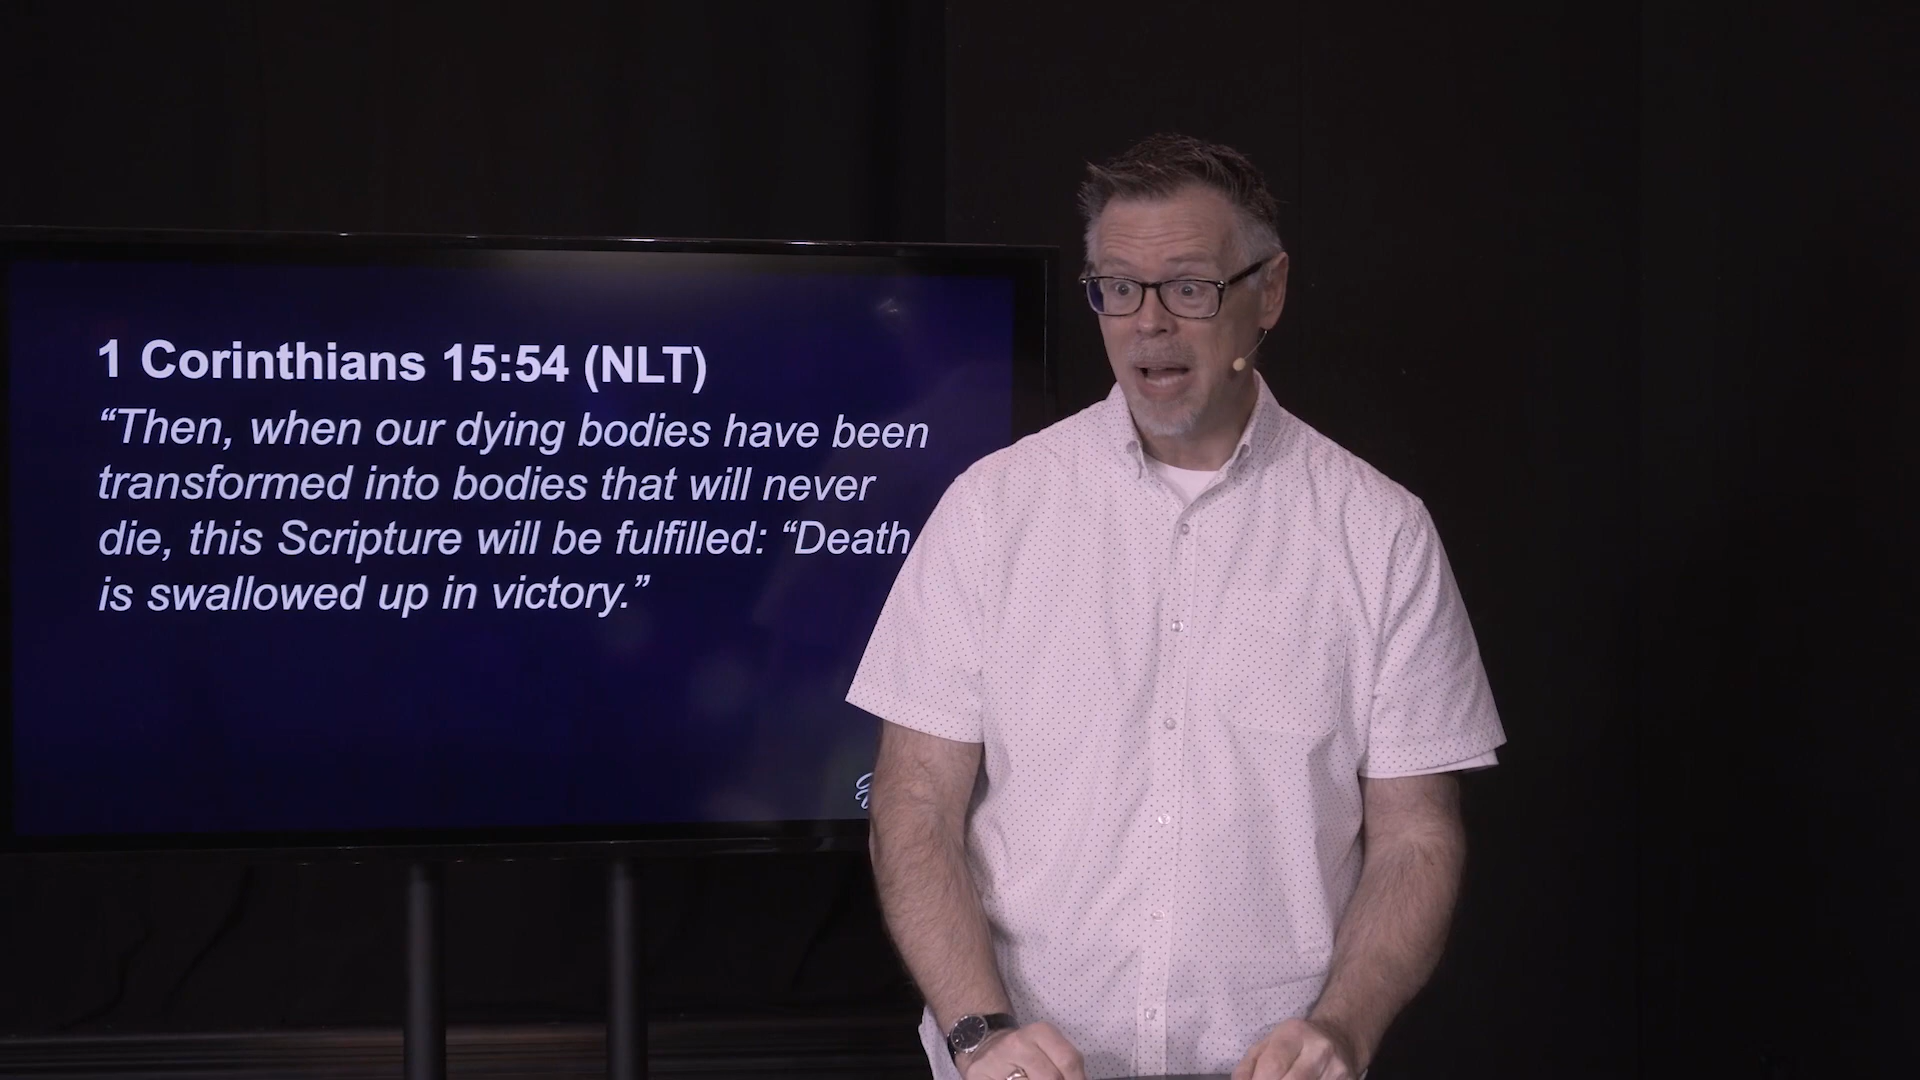 1 Corinthians 15:54 (NLT)
“Then, when our dying bodies have been
transformed into bodies that will never
die, this Scripture will be fulfilled: “Death
is swallowed up in victory.”